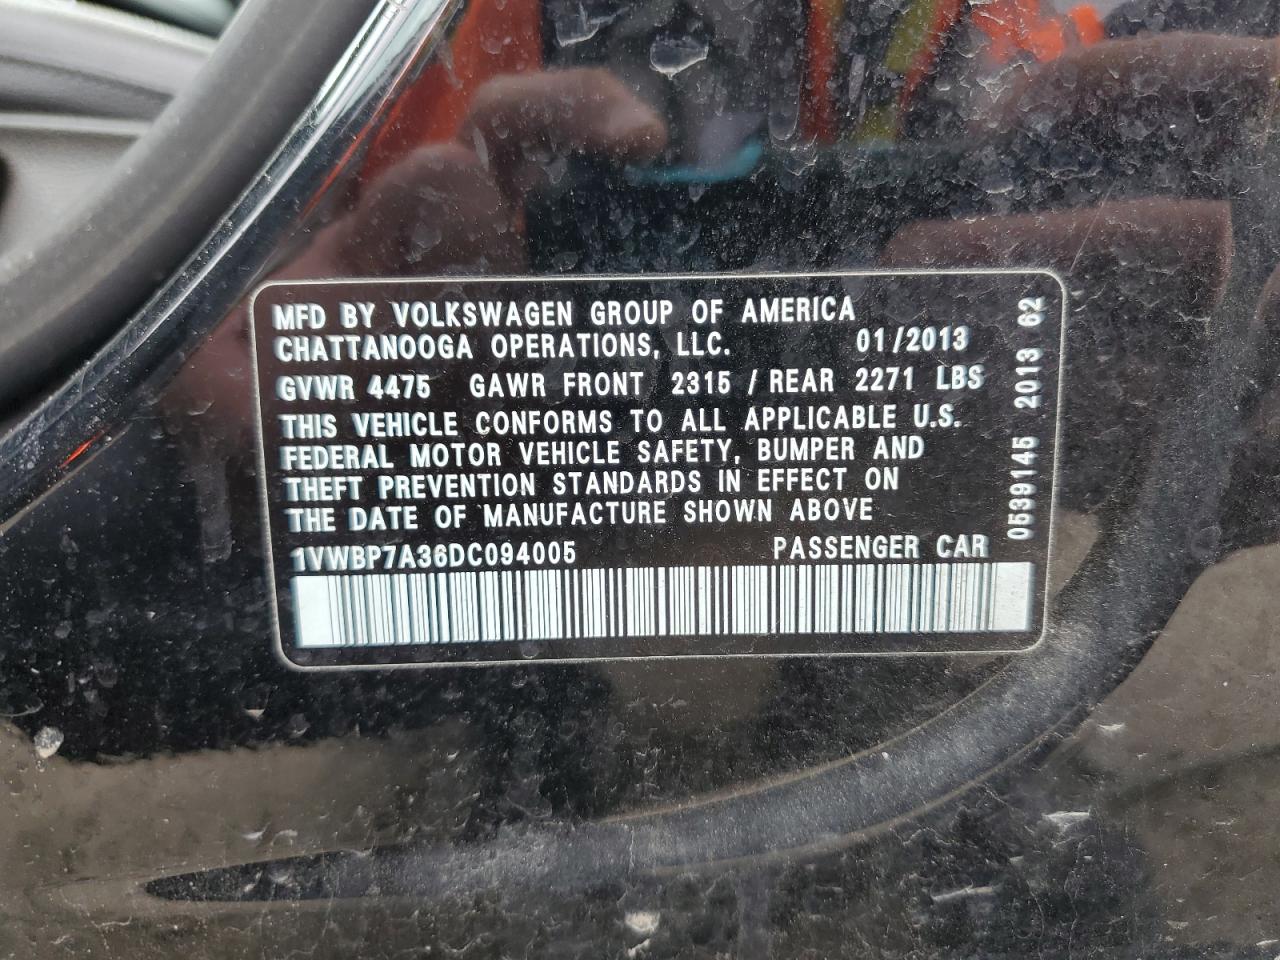 MFD BY VOLKSWAGEN GROUP OF AMERICA
CHATTANOOGA OPERATIONS, LLC. 01/2013
GVWR 4475 GAWR FRONT 2315 / REAR 2271 LBS
THIS VEHICLE CONFORMS TO ALL APPLICABLE U.S.
FEDERAL MOTOR VEHICLE SAFETY, BUMPER AND
THEFT PREVENTION STANDARDS IN EFFECT ON
THE DATE OF MANUFACTURE SHOWN ABOVE
1VWBP7A36DC094005 PASSENGER CAR
0539145 2013 62